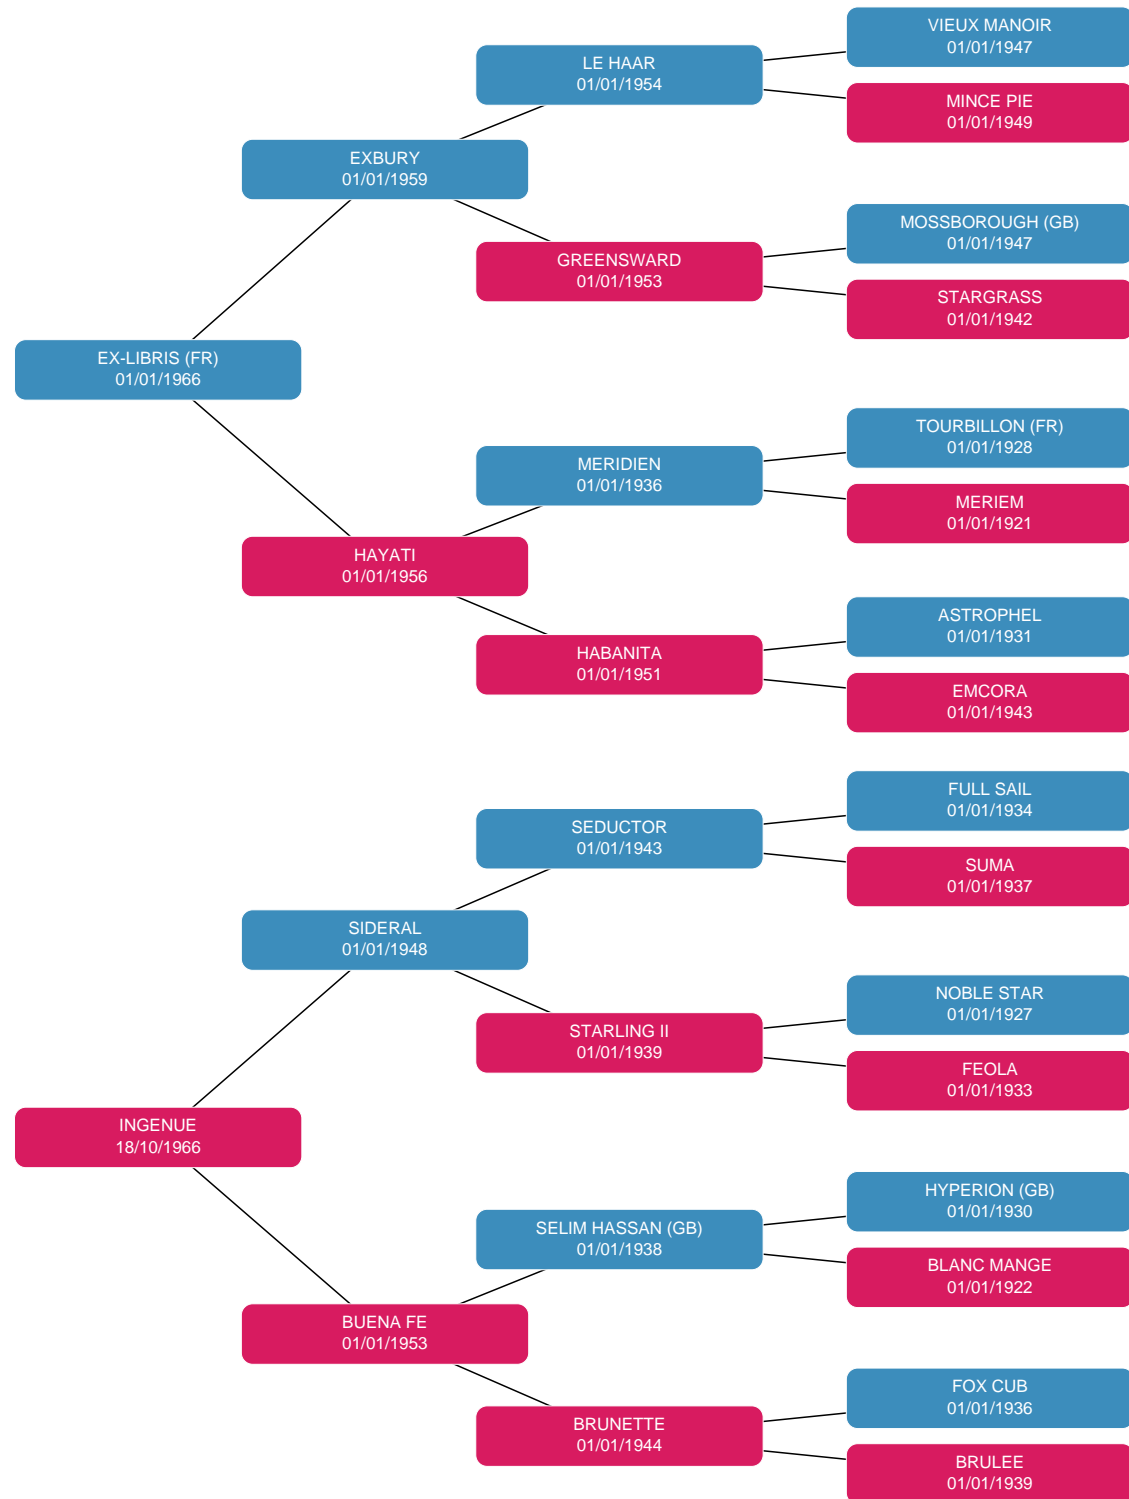 VIEUX MANOIR
01/01/1947
LE HAAR
01/01/1954
MINCE PIE
01/01/1949
EXBURY
01/01/1959
MOSSBOROUGH (GB)
01/01/1947
GREENSWARD
01/01/1953
STARGRASS
01/01/1942
EX-LIBRIS (FR)
01/01/1966
TOURBILLON (FR)
01/01/1928
MERIDIEN
01/01/1936
MERIEM
01/01/1921
HAYATI
01/01/1956
ASTROPHEL
01/01/1931
HABANITA
01/01/1951
EMCORA
01/01/1943
FULL SAIL
01/01/1934
SEDUCTOR
01/01/1943
SUMA
01/01/1937
SIDERAL
01/01/1948
NOBLE STAR
01/01/1927
STARLING II
01/01/1939
FEOLA
01/01/1933
INGENUE
18/10/1966
HYPERION (GB)
01/01/1930
SELIM HASSAN (GB)
01/01/1938
BLANC MANGE
01/01/1922
BUENA FE
01/01/1953
FOX CUB
01/01/1936
BRUNETTE
01/01/1944
BRULEE
01/01/1939